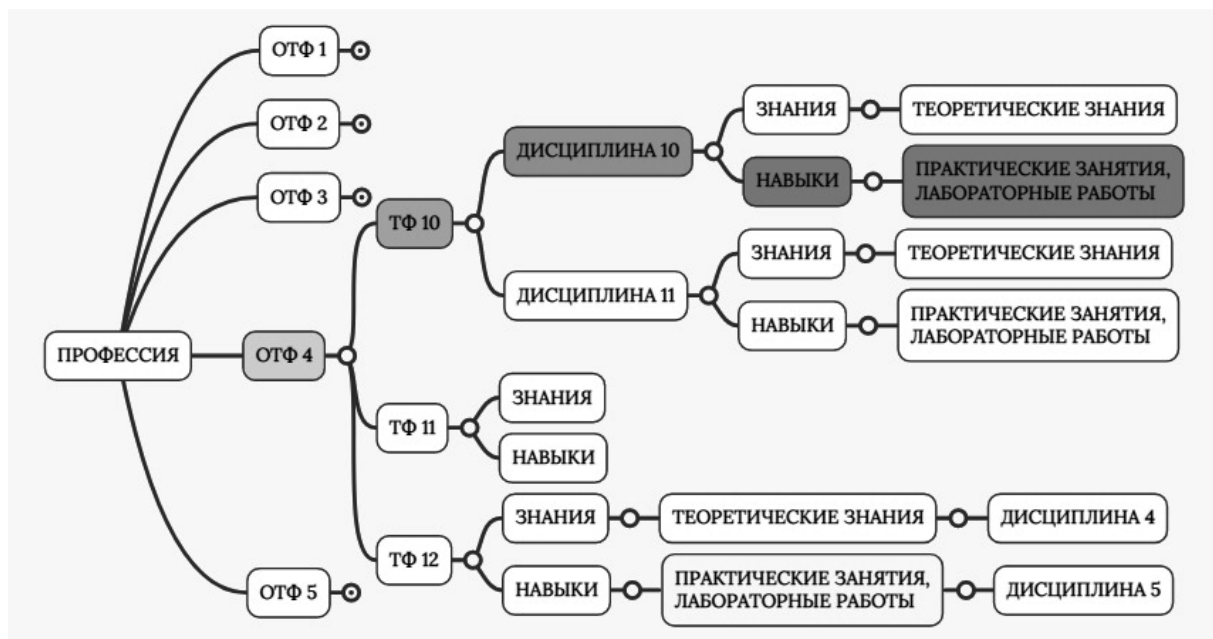 ОТФ 1
ОТФ 2
ОТФ 3
ПРОФЕССИЯ
ОТФ 4
ОТФ 5
ТФ 10
ДИСЦИПЛИНА 10
ЗНАНИЯ
ТЕОРЕТИЧЕСКИЕ ЗНАНИЯ
НАВЫКИ
ПРАКТИЧЕСКИЕ ЗАНЯТИЯ,
ЛАБОРАТОРНЫЕ РАБОТЫ
ДИСЦИПЛИНА 11
ЗНАНИЯ
ТЕОРЕТИЧЕСКИЕ ЗНАНИЯ
НАВЫКИ
ПРАКТИЧЕСКИЕ ЗАНЯТИЯ,
ЛАБОРАТОРНЫЕ РАБОТЫ
ТФ 11
ЗНАНИЯ
НАВЫКИ
ТФ 12
ЗНАНИЯ
ТЕОРЕТИЧЕСКИЕ ЗНАНИЯ
ДИСЦИПЛИНА 4
НАВЫКИ
ПРАКТИЧЕСКИЕ ЗАНЯТИЯ,
ЛАБОРАТОРНЫЕ РАБОТЫ
ДИСЦИПЛИНА 5